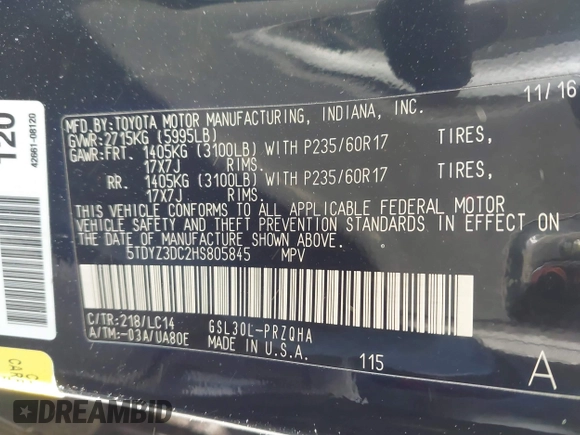 11/16
MFD.BY:TOYOTA MOTOR MANUFACTURING, INDIANA, INC.
GVWR:2715KG (5995LB)
GAWR:FRT. 1405KG (3100LB) WITH P235/60R17 TIRES,
17X7J RIMS.
RR. 1405KG (3100LB) WITH P235/60R17 TIRES,
17X7J RIMS.
THIS VEHICLE CONFORMS TO ALL APPLICABLE FEDERAL MOTOR
VEHICLE SAFETY AND THEFT PREVENTION STANDARDS IN EFFECT ON
THE DATE OF MANUFACTURE SHOWN ABOVE.
5TDYZ3DC2HS805845 MPV
C/TR:218/LC14 GSL30L-PRZQHA
A/TM:-03A/UA80E MADE IN U.S.A.
115
A
120
42661-08120
DREAMBID